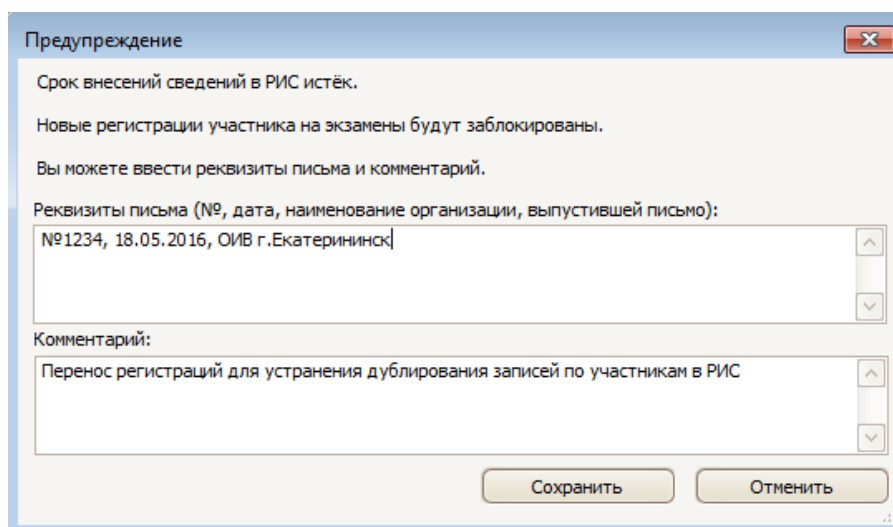 Предупреждение
Срок внесений сведений в РИС истёк.
Новые регистрации участника на экзамены будут заблокированы.
Вы можете ввести реквизиты письма и комментарий.
Реквизиты письма (№, дата, наименование организации, выпустившей письмо):
№1234, 18.05.2016, ОИВ г.Екатерининск
Комментарий:
Перенос регистраций для устранения дублирования записей по участникам в РИС
Сохранить Отменить